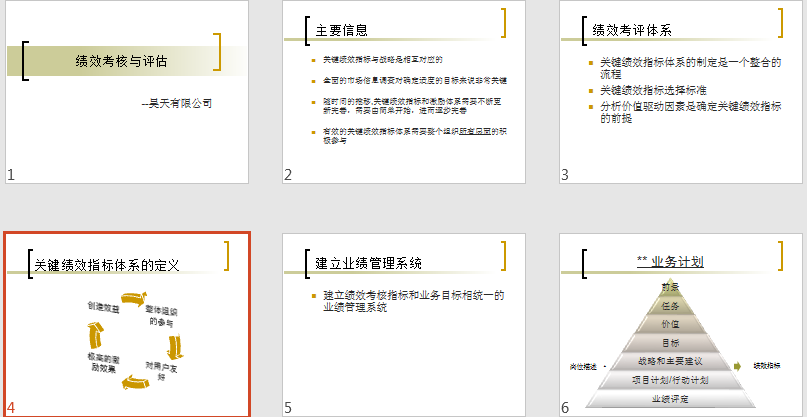 绩效考核与评估
--昊天有限公司
1
主要信息
关键绩效指标与战略是相互对应的
全面的市场信息调查对确定适度的目标来说非常关键
随时间的推移,关键绩效指标和激励体系需要不断更
新完善，需要由简单开始，进而逐步完善
有效的关键绩效指标体系需要整个组织所有层面的积
极参与
2
绩效考评体系
关键绩效指标体系的制定是一个整合的
流程
关键绩效指标选择标准
分析价值驱动因素是确定关键绩效指标
的前提
3
关键绩效指标体系的定义
创造效益
整体组织
的参与
极高的激
励效果
对用户友
好
4
建立业绩管理系统
建立绩效考核指标和业务目标相统一的
业绩管理系统
5
** 业务计划
前景
任务
价值
目标
战略和主要建议
岗位描述
绩效指标
项目计划/行动计划
业绩评定
6